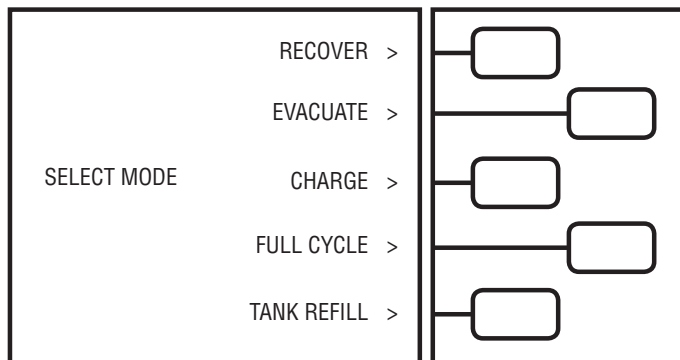 RECOVER >
EVACUATE >
SELECT MODE CHARGE >
FULL CYCLE >
TANK REFILL >